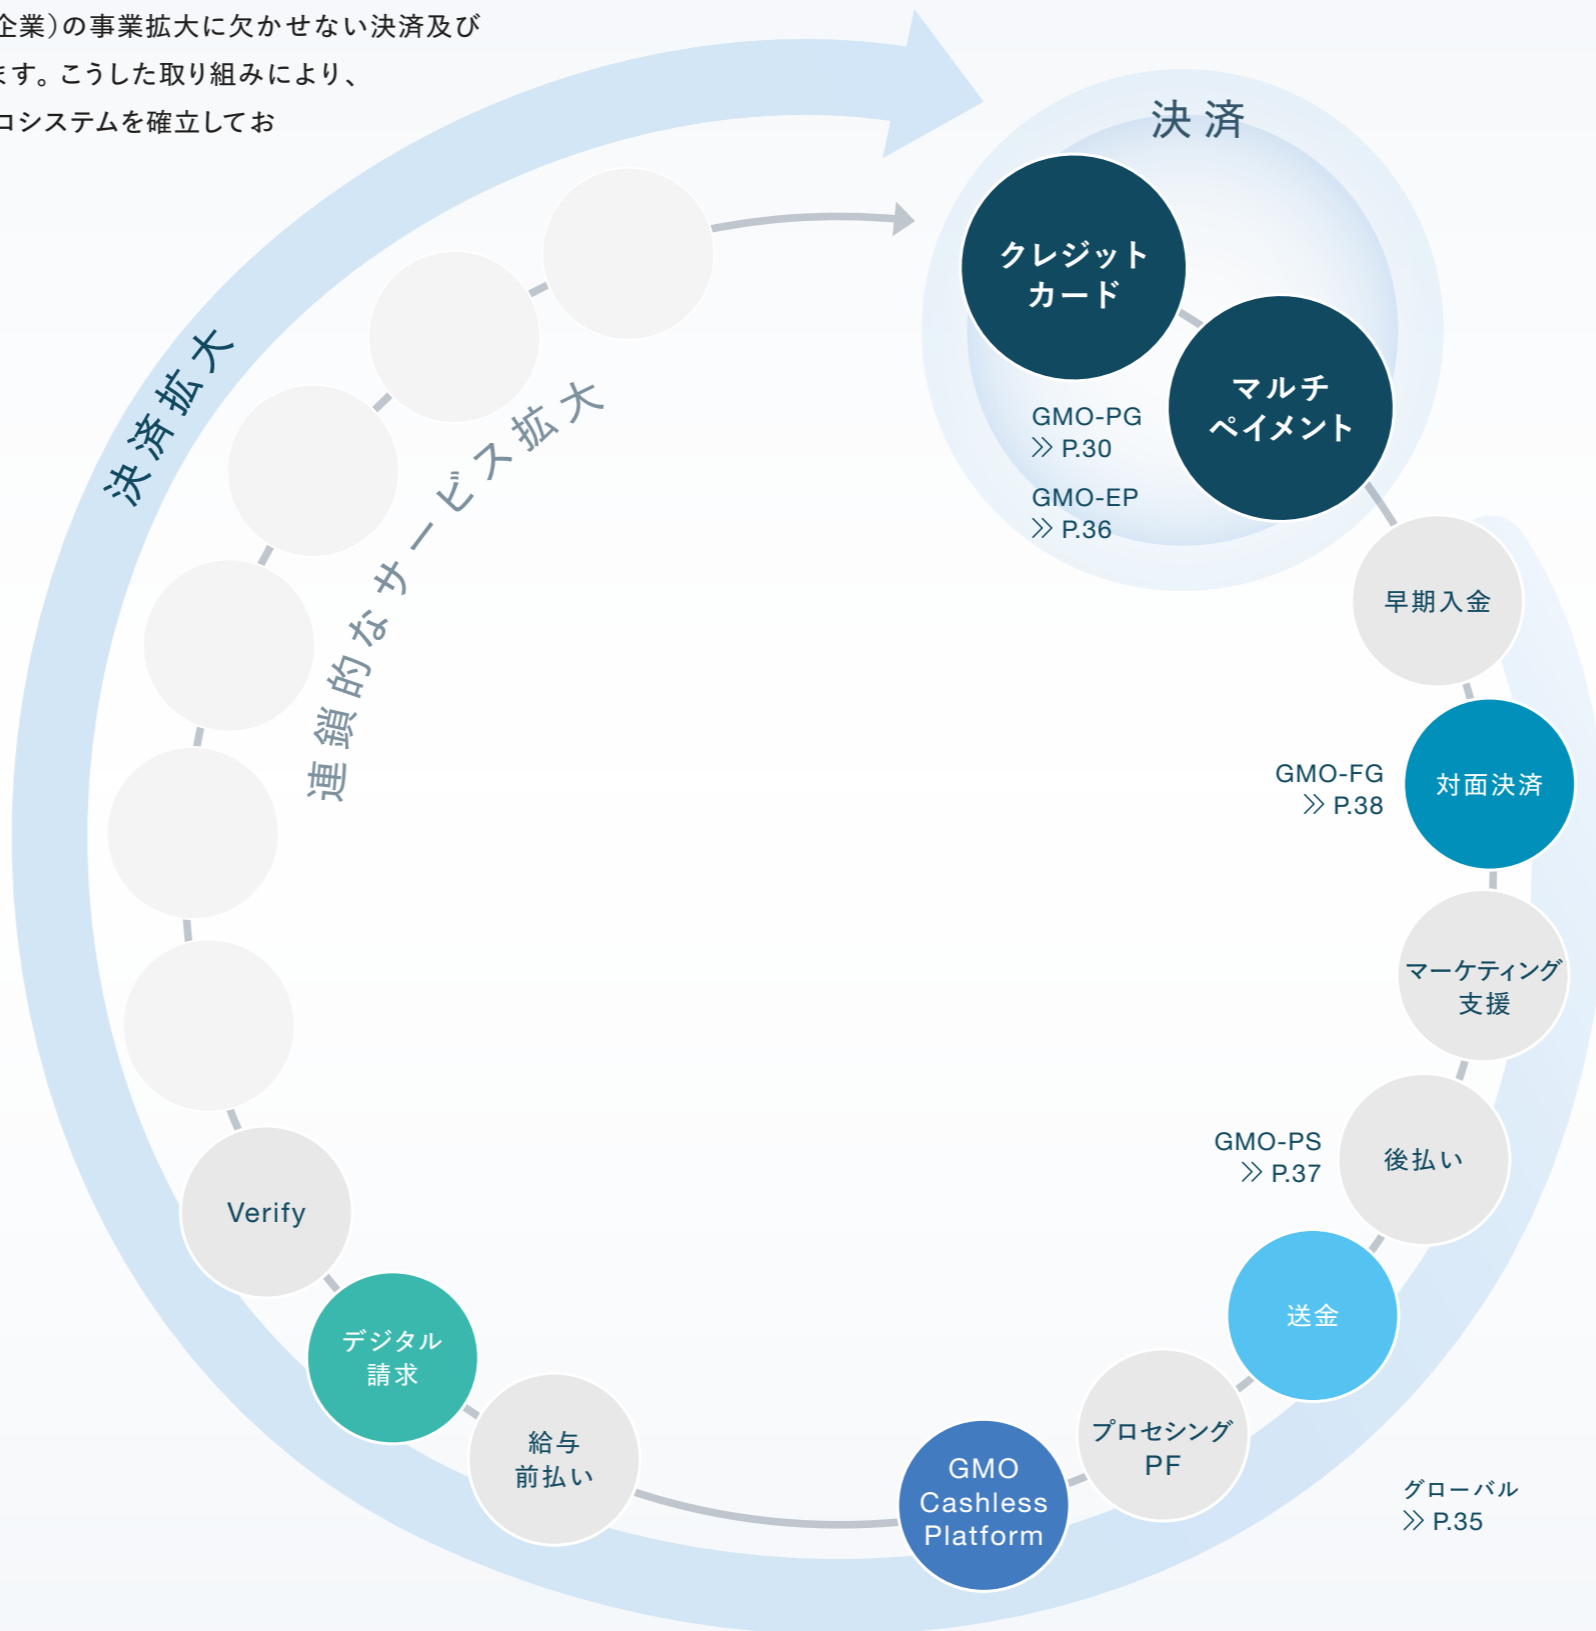 企業）の事業拡大に欠かせない決済及び
ます。こうした取り組みにより、
コシステムを確立してお
決済
クレジット
カード
マルチ
ペイメント
GMO-PG
≫ P.30
GMO-EP
≫ P.36
早期入金
GMO-FG
≫ P.38
対面決済
マーケティング
支援
GMO-PS
≫ P.37
後払い
送金
プロセシング
PF
GMO
Cashless
Platform
グローバル
≫ P.35
給与
前払い
デジタル
請求
Verify
決済拡大
連鎖的なサービス拡大